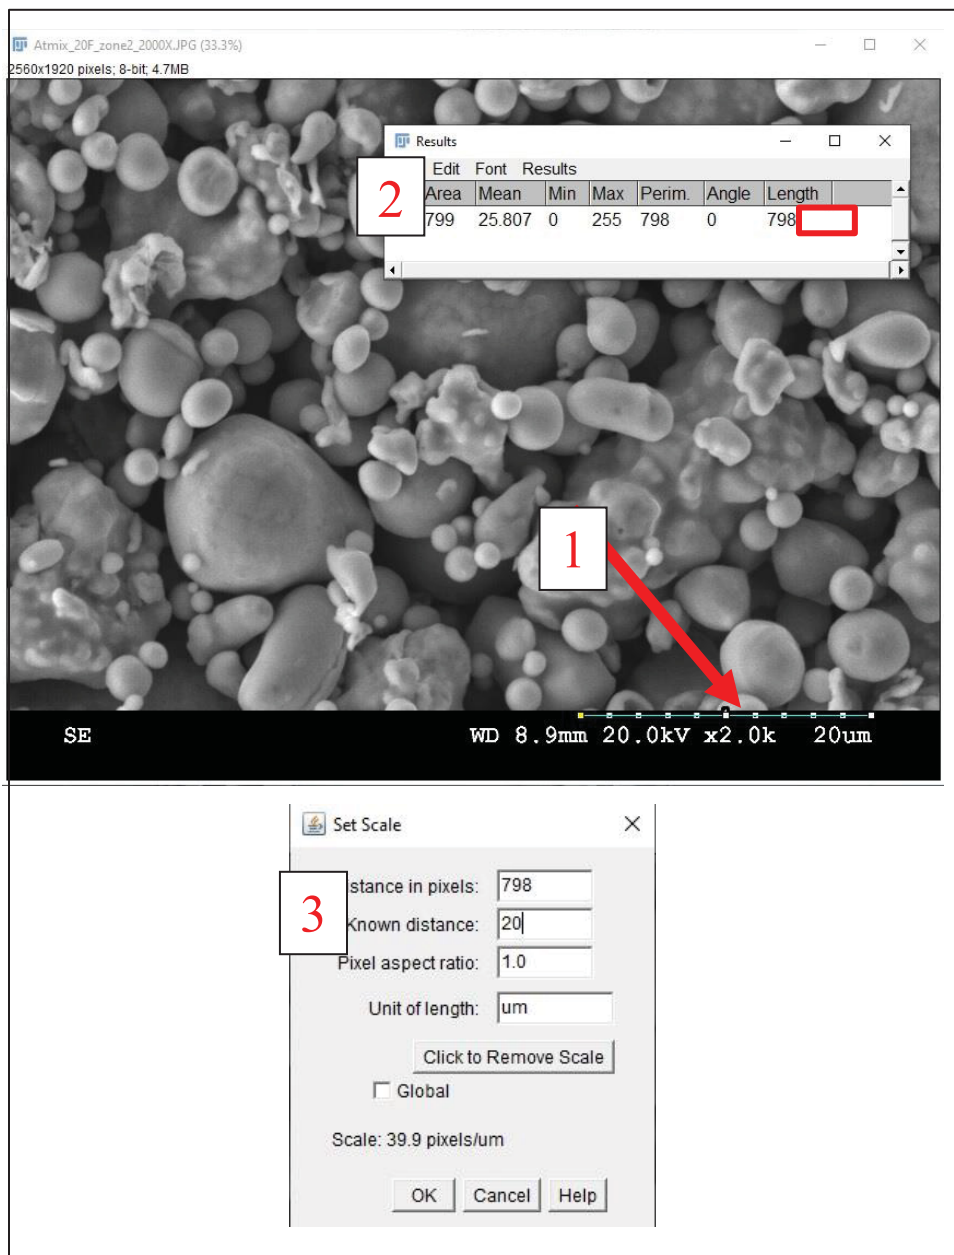 Atmix_20F_zone2_2000X.JPG (33.3%)
2560x1920 pixels; 8-bit; 4.7MB
Results
Edit Font Results
2
Area Mean Min Max Perim. Angle Length
799 25.807 0 255 798 0 798
1
SE WD 8.9mm 20.0kV x2.0k 20um
Set Scale
stance in pixels: 798
3
Known distance: 20
Pixel aspect ratio: 1.0
Unit of length: um
Click to Remove Scale
Global
Scale: 39.9 pixels/um
OK Cancel Help